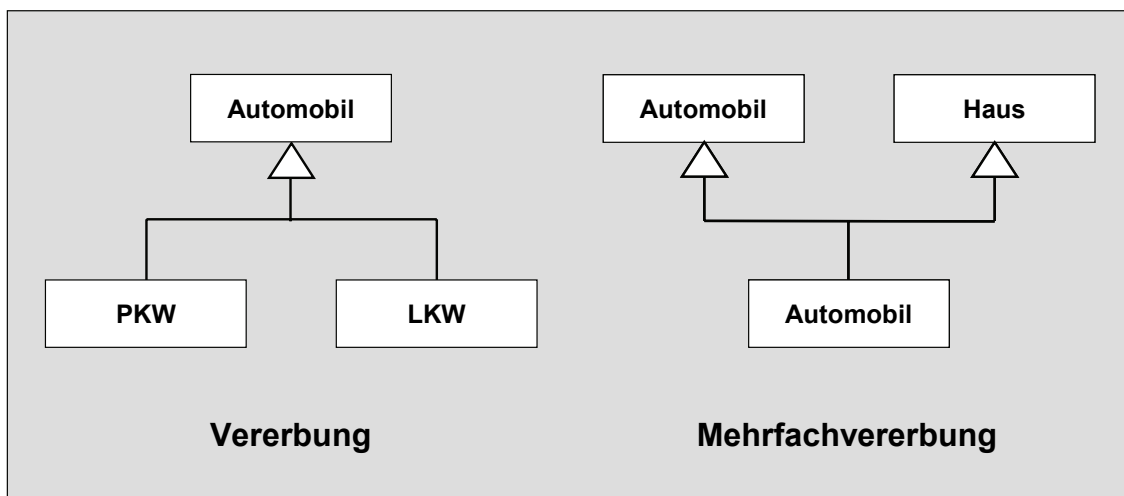 Automobil
Automobil
Haus
PKW
LKW
Automobil
Vererbung
Mehrfachvererbung